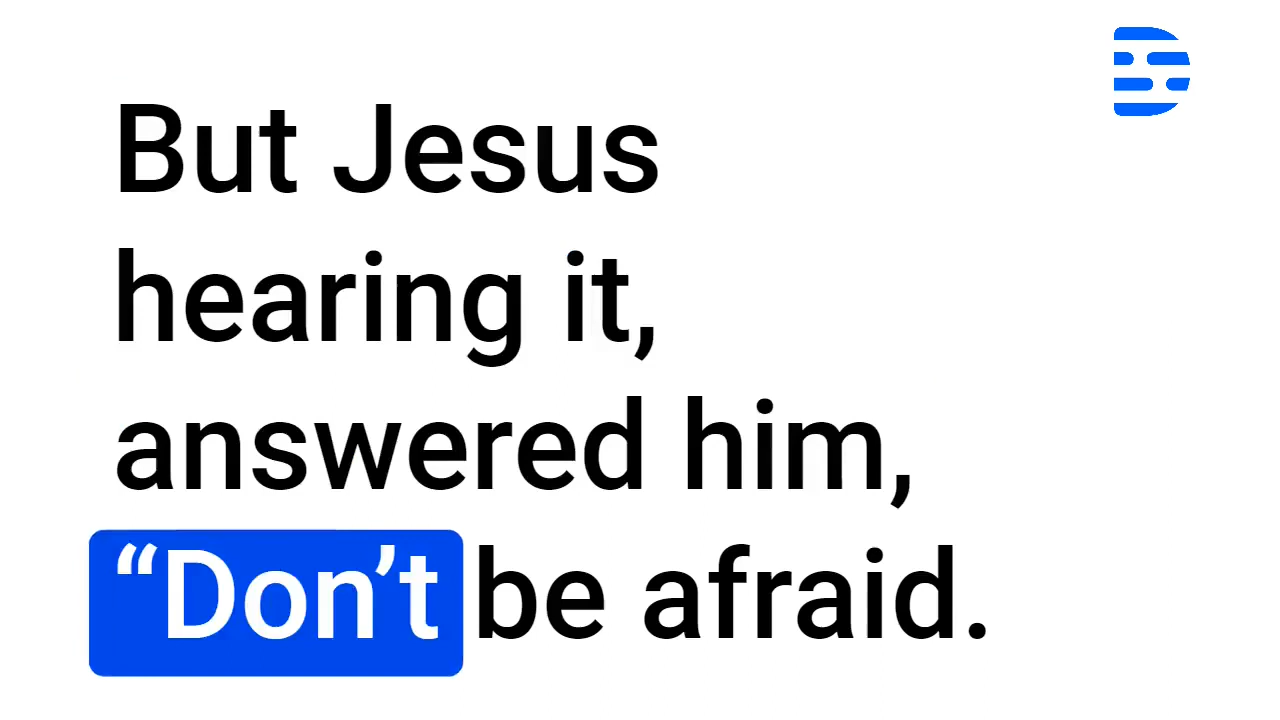 But Jesus
hearing it,
answered him,
“Don’t be afraid.